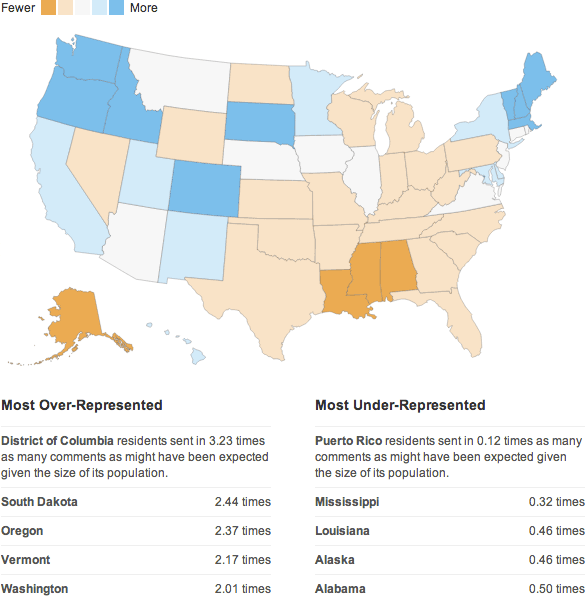 Fewer More
Most Over-Represented
District of Columbia residents sent in 3.23 times
as many comments as might have been expected
given the size of its population.
South Dakota 2.44 times
Oregon 2.37 times
Vermont 2.17 times
Washington 2.01 times
Most Under-Represented
Puerto Rico residents sent in 0.12 times as many
comments as might have been expected given
the size of its population.
Mississippi 0.32 times
Louisiana 0.46 times
Alaska 0.46 times
Alabama 0.50 times